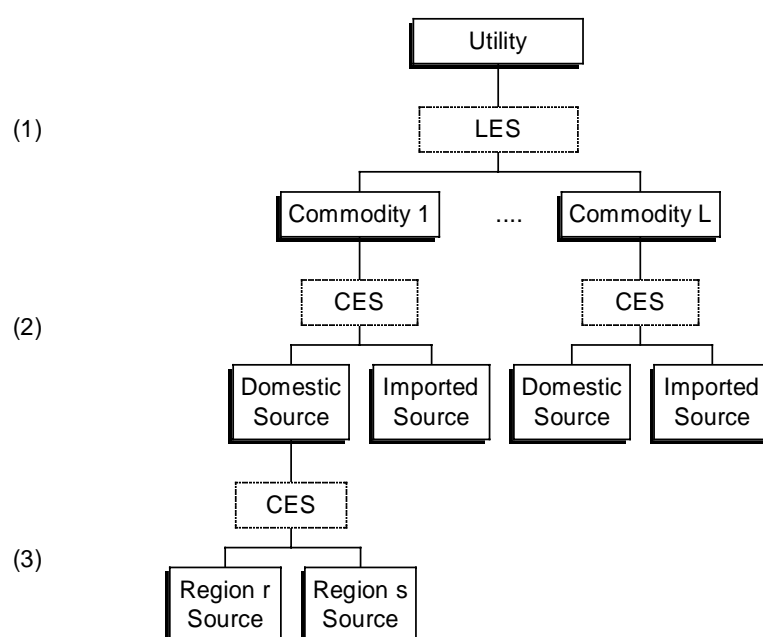 Utility
(1)
LES
Commodity 1
....
Commodity L
CES
CES
(2)
Domestic
Source
Imported
Source
Domestic
Source
Imported
Source
CES
(3)
Region r
Source
Region s
Source